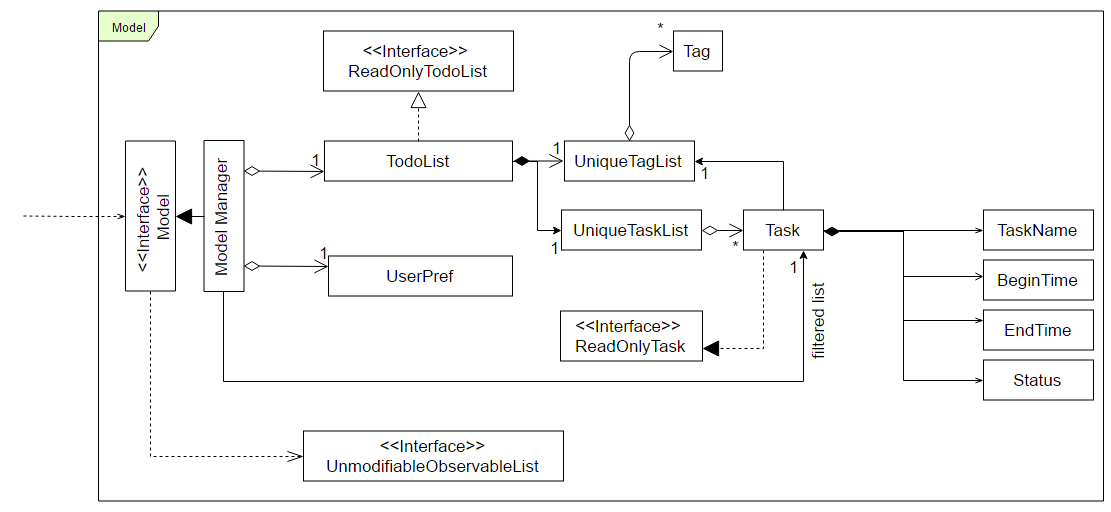 Model
<<Interface>>
ReadOnlyTodoList
*
Tag
<<Interface>>
Model
Model Manager
1
TodoList
1
UniqueTagList
1
UniqueTaskList
1
*
Task
TaskName
BeginTime
EndTime
Status
1
UserPref
<<Interface>>
ReadOnlyTask
1
filtered list
<<Interface>>
UnmodifiableObservableList